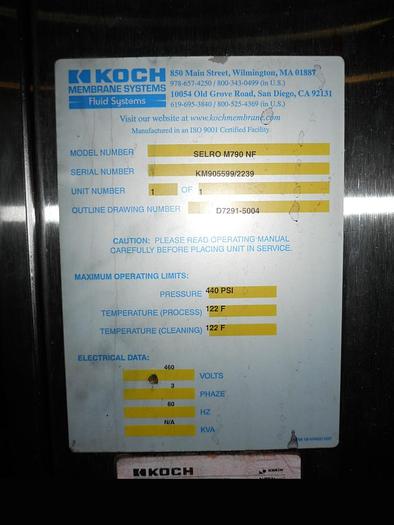 KOCH
MEMBRANE SYSTEMS
Fluid Systems
850 Main Street, Wilmington, MA 01887
978-657-4250 / 800-343-0499 (in U.S.)
10054 Old Grove Road, San Diego, CA 92131
619-695-3840 / 800-525-4369 (in U.S.)
Visit our website at www.kochmembrane.com
Manufactured in an ISO 9001 Certified Facility
MODEL NUMBER SELRO M790 NF
SERIAL NUMBER KM905599/2239
UNIT NUMBER 1 OF 1
OUTLINE DRAWING NUMBER D7291-5004
CAUTION: PLEASE READ OPERATING MANUAL
CAREFULLY BEFORE PLACING UNIT IN SERVICE.
MAXIMUM OPERATING LIMITS:
PRESSURE 440 PSI
TEMPERATURE (PROCESS) 122 F
TEMPERATURE (CLEANING) 122 F
ELECTRICAL DATA:
460 VOLTS
3 PHAZE
60 HZ
N/A KVA
KOCH